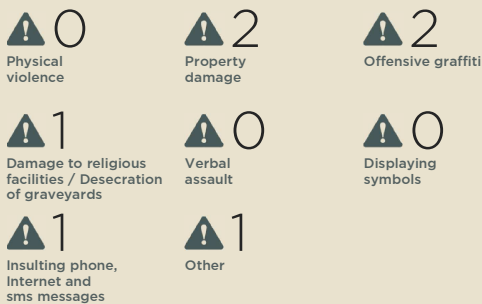 0
Physical
violence
2
Property
damage
2
Offensive graffiti
1
Damage to religious
facilities / Desecration
of graveyards
0
Verbal
assault
0
Displaying
symbols
1
Insulting phone,
Internet and
sms messages
1
Other